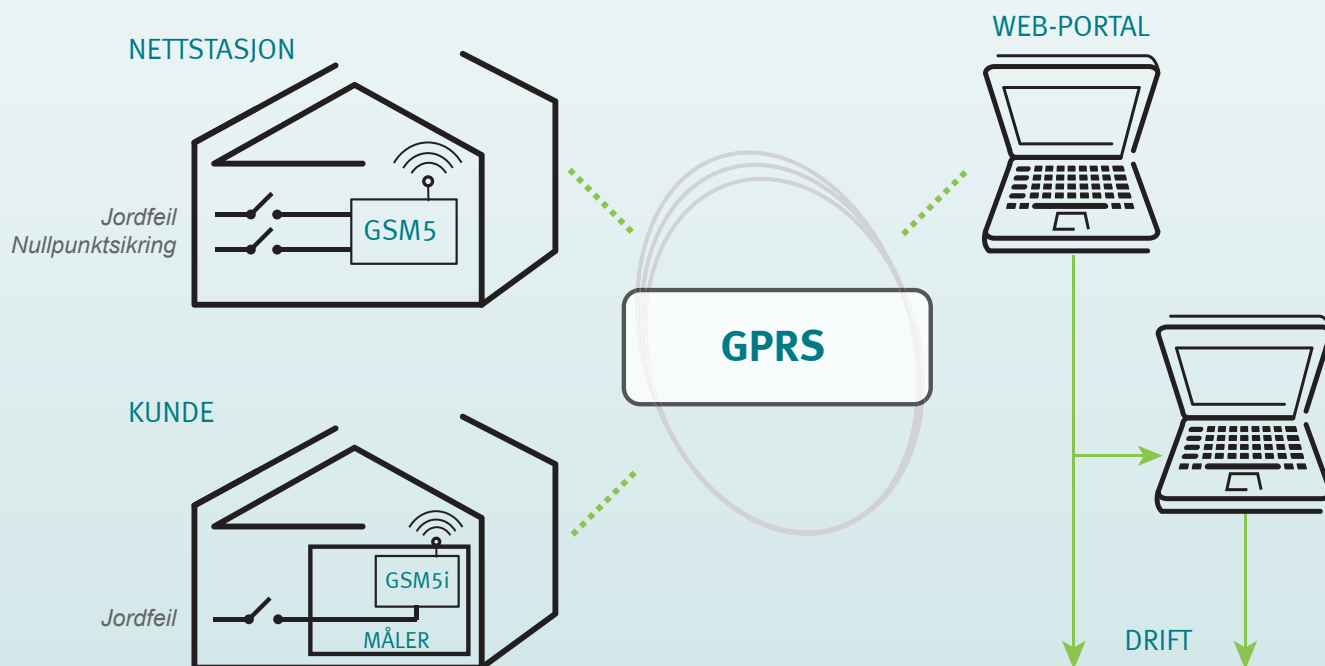 NETTSTASJON
Jordfeil
Nullpunktsikring
GSM5
KUNDE
Jordfeil
GSM5i
MÅLER
GPRS
WEB-PORTAL
DRIFT